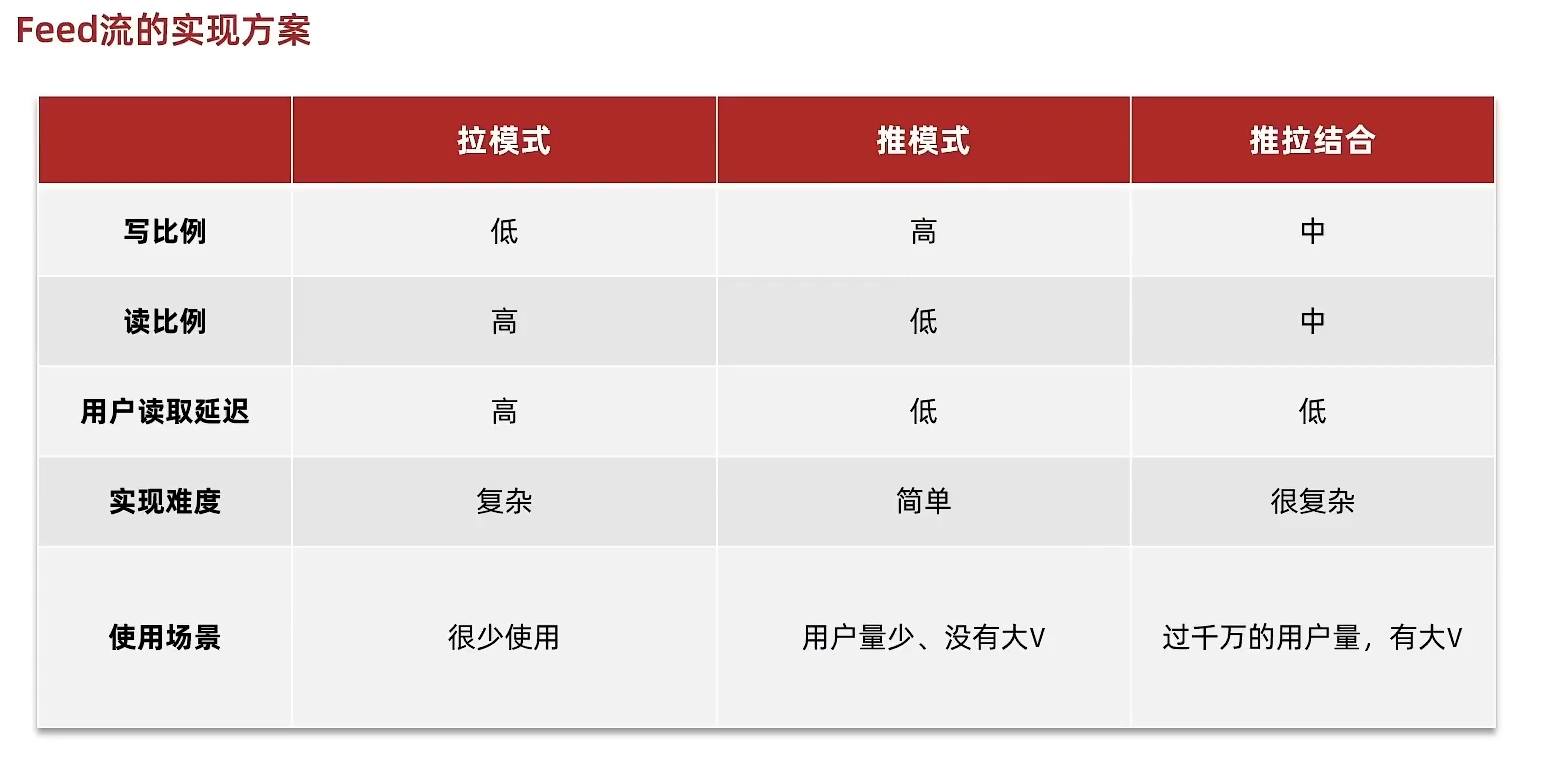 Feed流的实现方案
拉模式 推模式 推拉结合
写比例 低 高 中
读比例 高 低 中
用户读取延迟 高 低 低
实现难度 复杂 简单 很复杂
使用场景 很少使用 用户量少、没有大V 过千万的用户量，有大V